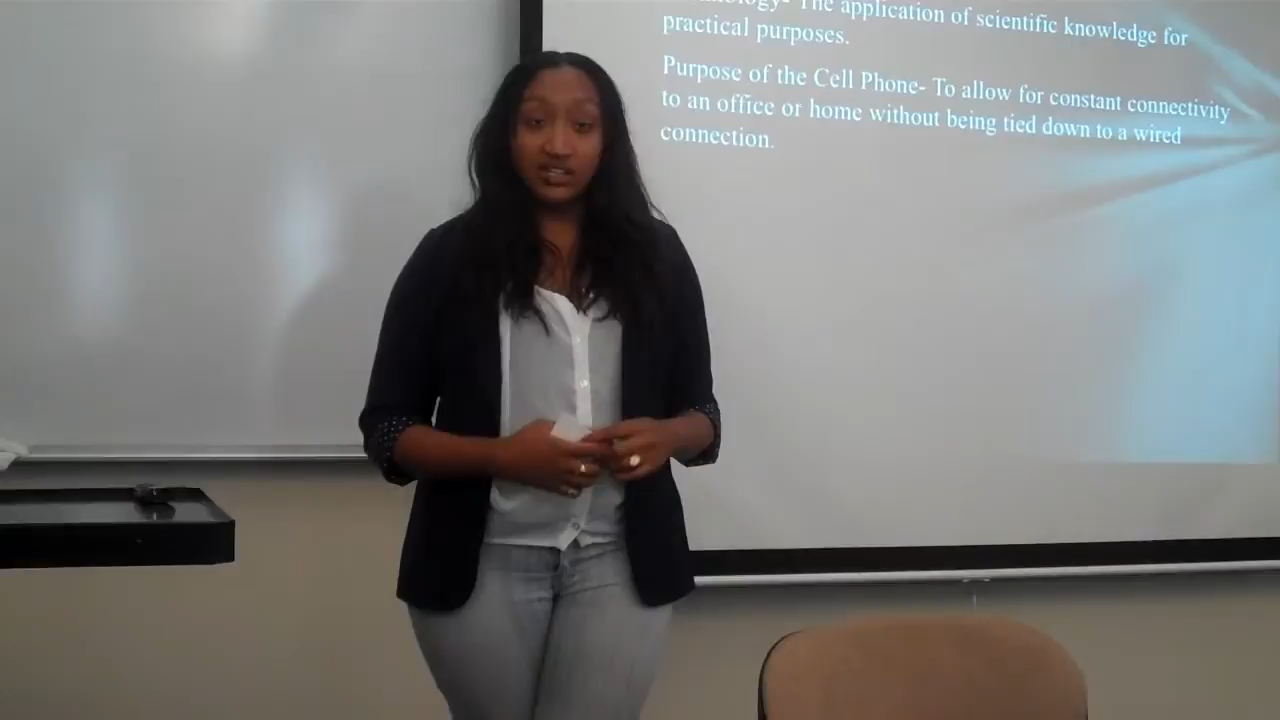 The application of scientific knowledge for
practical purposes.
Purpose of the Cell Phone- To allow for constant connectivity
to an office or home without being tied down to a wired
connection.